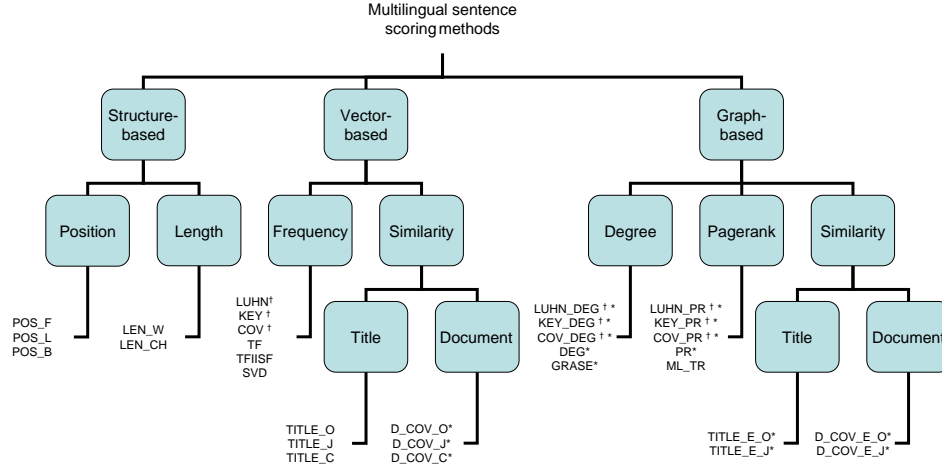 Multilingual sentence
scoring methods
Structure-
based
Vector-
based
Graph-
based
Position
Length
Frequency
Similarity
Degree
Pagerank
Similarity
POS_F
POS_L
POS_B
LEN_W
LEN_CH
LUHN†
KEY †
COV †
TF
TFIISF
SVD
Title
Document
LUHN_DEG † *
KEY_DEG † *
COV_DEG † *
DEG*
GRASE*
LUHN_PR † *
KEY_PR † *
COV_PR † *
PR*
ML_TR
Title
Document
TITLE_O
TITLE_J
TITLE_C
D_COV_O*
D_COV_J*
D_COV_C*
TITLE_E_O*
TITLE_E_J*
D_COV_E_O*
D_COV_E_J*